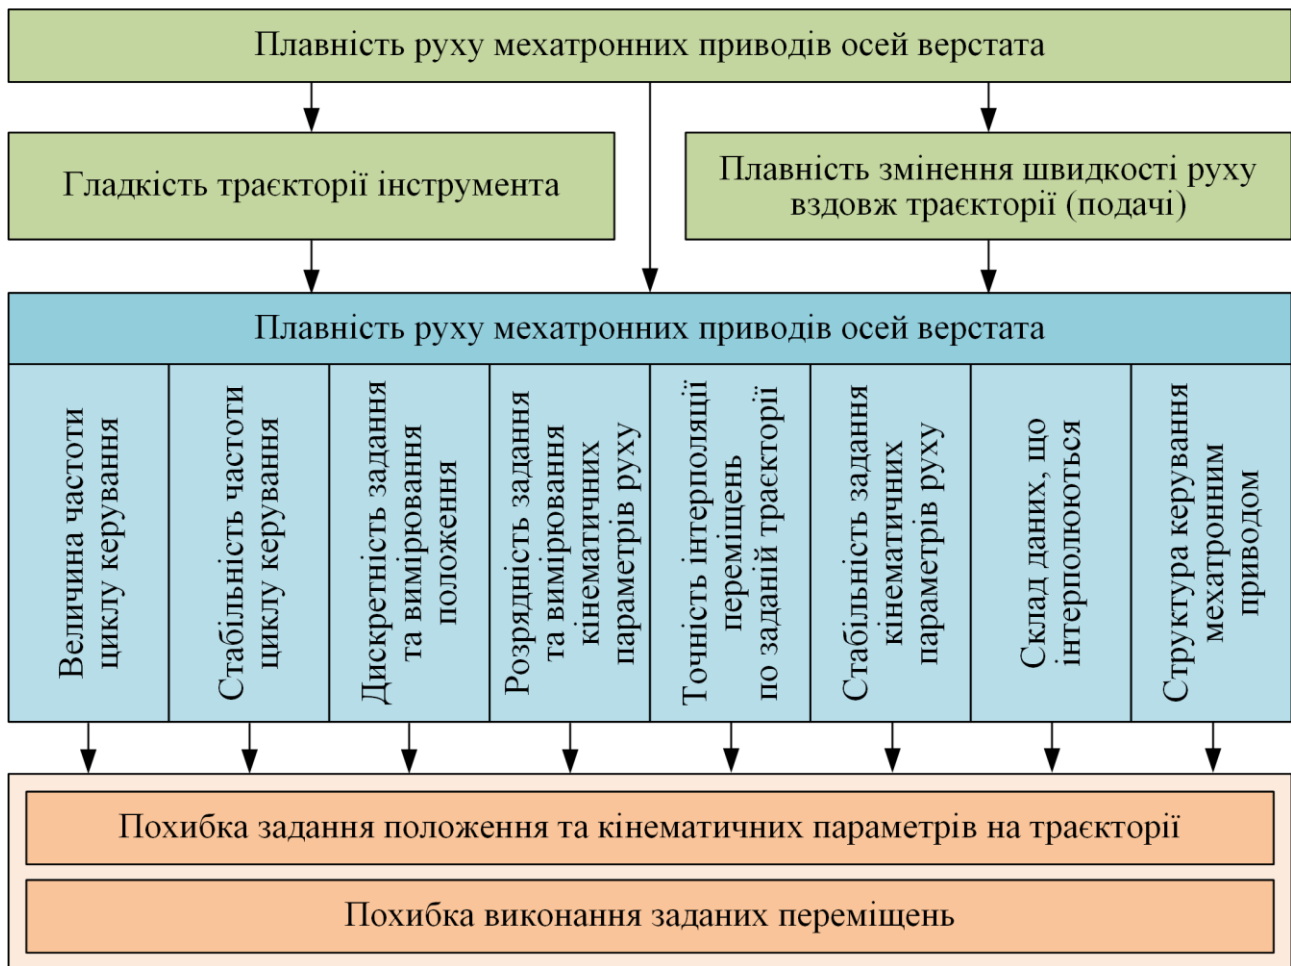 Плавність руху мехатронних приводів осей верстата
Гладкість траєкторії інструмента
Плавність змінення швидкості руху
вздовж траєкторії (подачі)
Плавність руху мехатронних приводів осей верстата
Величина частоти
циклу керування
Стабільність частоти
циклу керування
Дискретність задання
та вимірювання
положення
Розрядність задання
та вимірювання
кінематичних
параметрів руху
Точність інтерполяції
переміщень
по заданій траєкторії
Стабільність задання
кінематичних
параметрів руху
Склад даних, що
інтерполюються
Структура керування
мехатронним
приводом
Похибка задання положення та кінематичних параметрів на траєкторії
Похибка виконання заданих переміщень